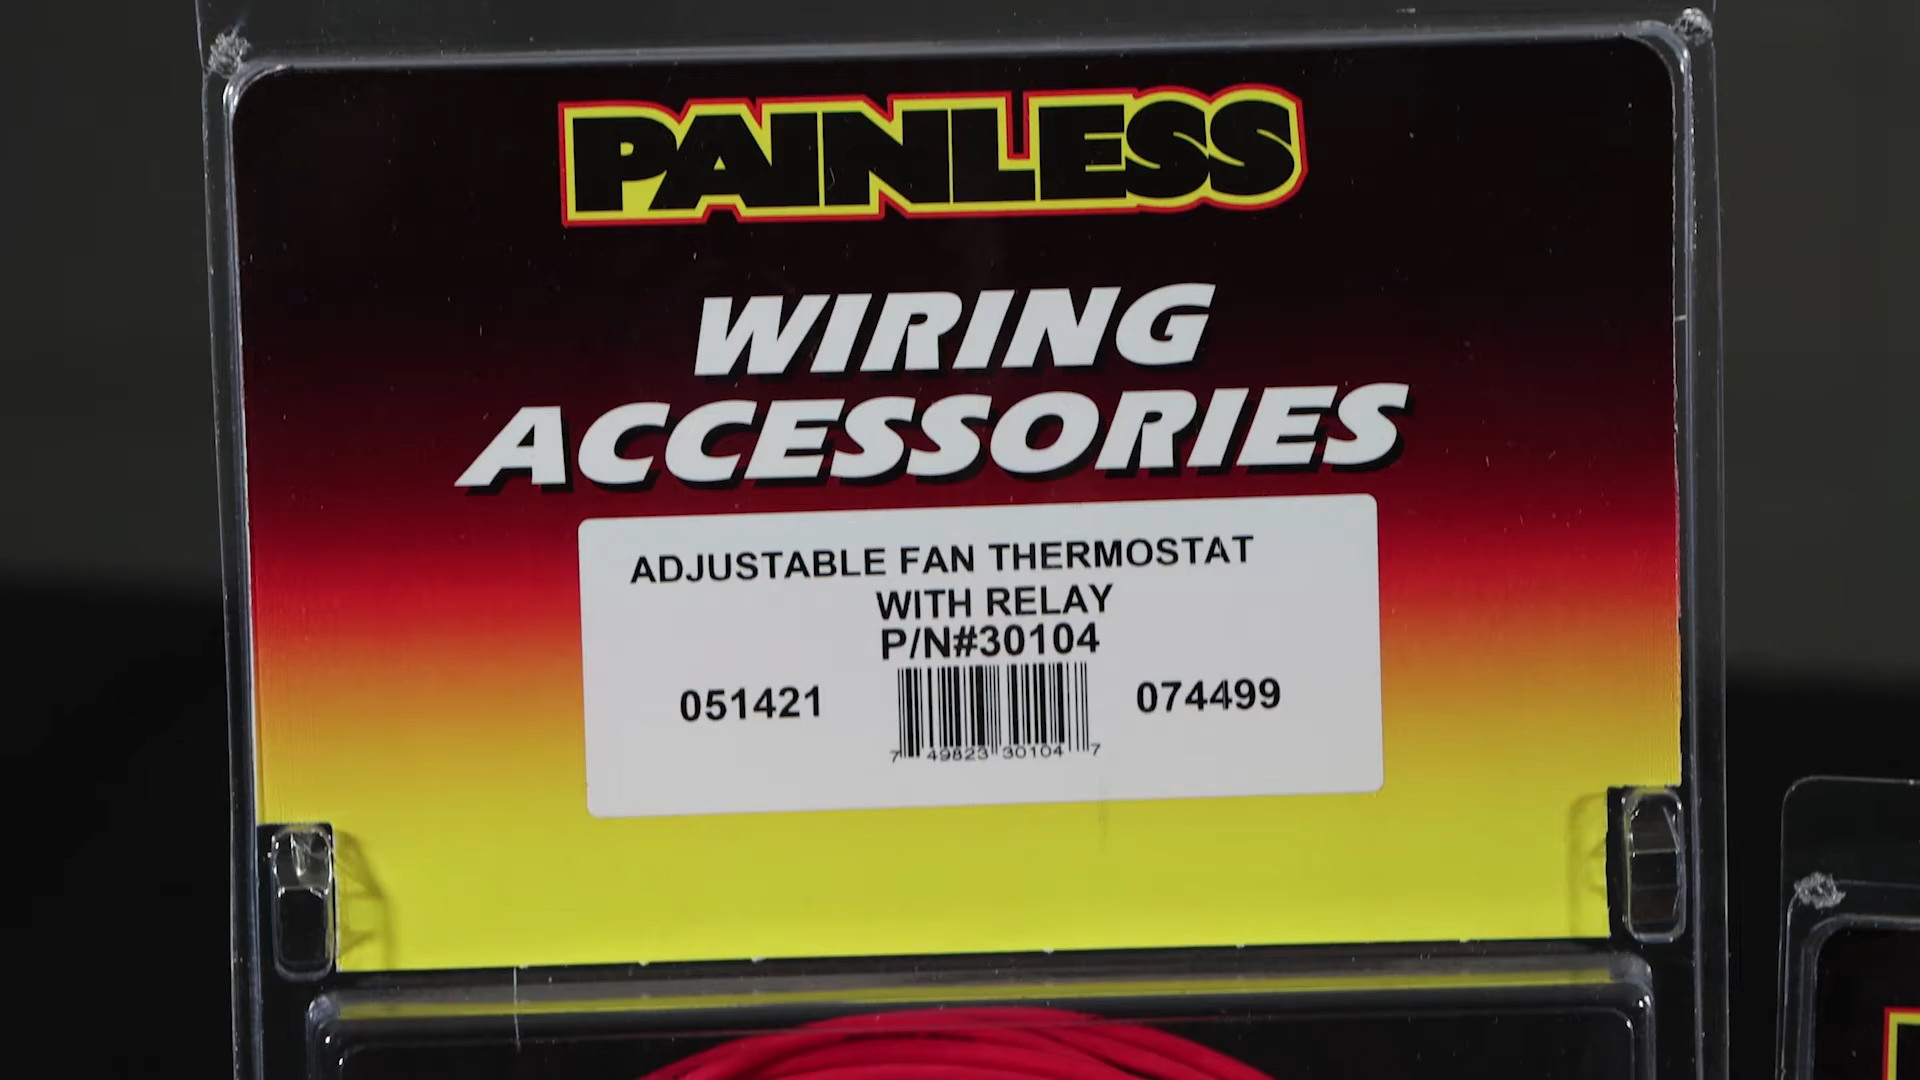 PAINLESS
WIRING
ACCESSORIES
ADJUSTABLE FAN THERMOSTAT
WITH RELAY
P/N#30104
051421 074499
7 49823 30104 7